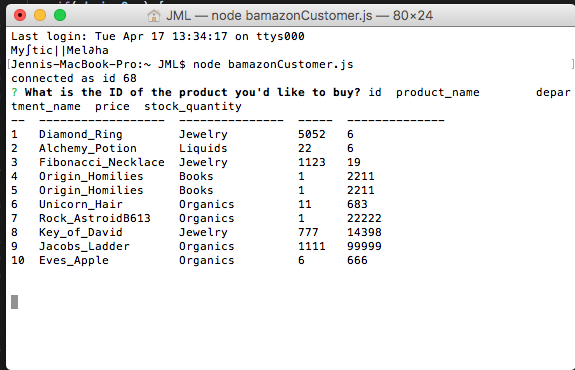 JML — node bamazonCustomer.js — 80×24
Last login: Tue Apr 17 13:34:17 on ttys000
My∫tic||Mel∂ha
[Jennis-MacBook-Pro:~ JML$ node bamazonCustomer.js ]
connected as id 68
? What is the ID of the product you'd like to buy? id  product_name        depar
tment_name  price  stock_quantity
--  ------------------  ---------------  -----  --------------
1   Diamond_Ring        Jewelry          5052   6
2   Alchemy_Potion      Liquids          22     6
3   Fibonacci_Necklace  Jewelry          1123   19
4   Origin_Homilies     Books            1      2211
5   Origin_Homilies     Books            1      2211
6   Unicorn_Hair        Organics         11     683
7   Rock_AstroidB613    Organics         1      22222
8   Key_of_David        Jewelry          777    14398
9   Jacobs_Ladder       Organics         1111   99999
10  Eves_Apple          Organics         6      666